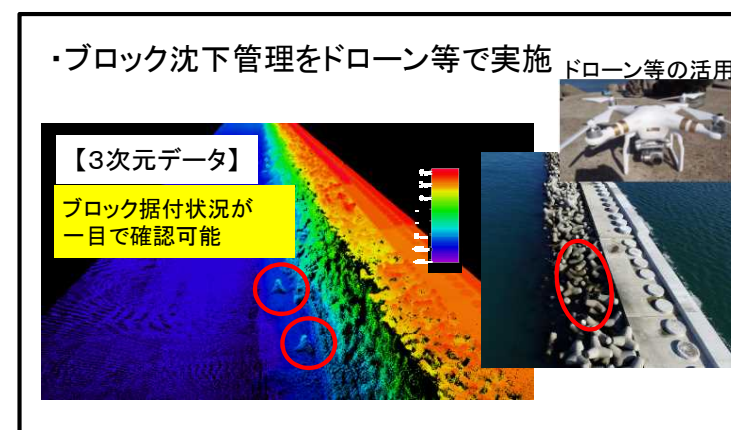 ・ブロック沈下管理をドローン等で実施
ドローン等の活用
【３次元データ】
ブロック据付状況が
一目で確認可能